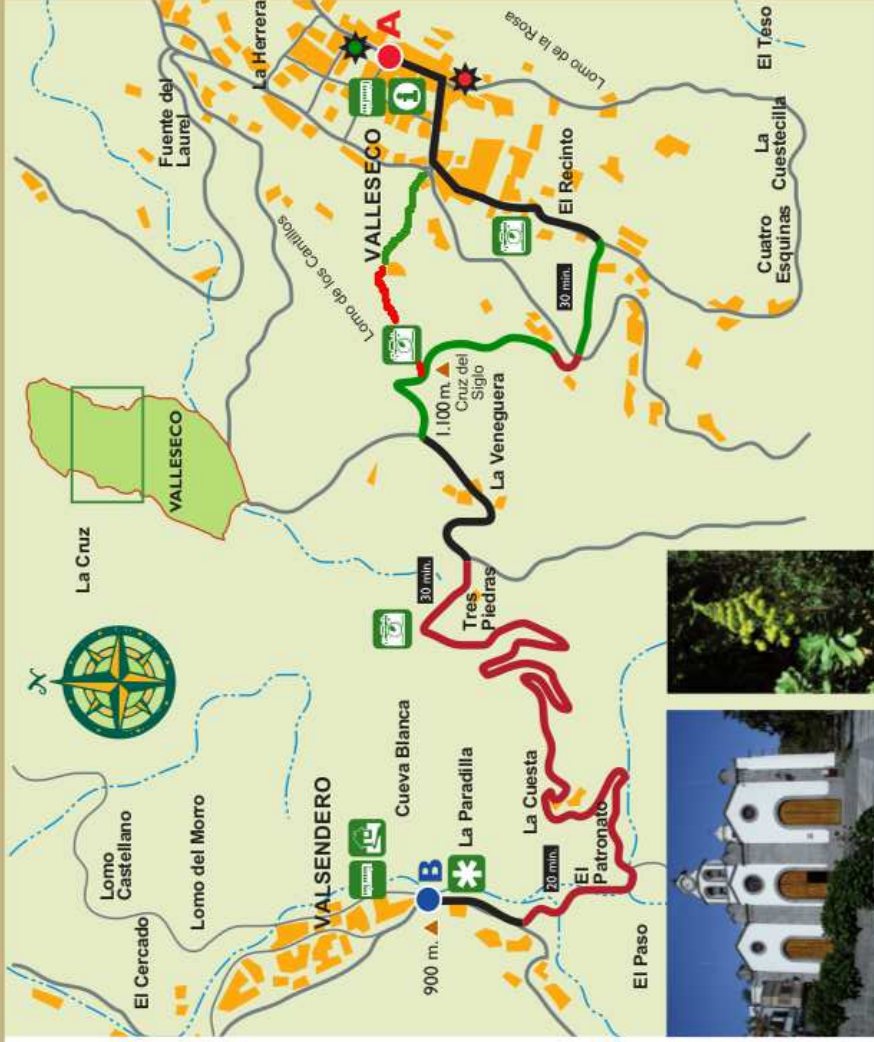 La Herrera
Fuente del
Laurel
A
VALLESECO
Lomo de la Rosa
El Teso
La
Cuestecilla
Cuatro
Esquinas
El Recinto
30 min.
Lomo de los Cantillos
1.100 m.
Cruz del
Siglo
La Veneguera
VALLESECO
La Cruz
30 min.
Tres
Piedras
N
Cueva Blanca
La Paradilla
La Cuesta
El
Patronato
20 min.
VALSENDERO
B
900 m.
Lomo
Castellano
Lomo del Morro
El Cercado
El Paso